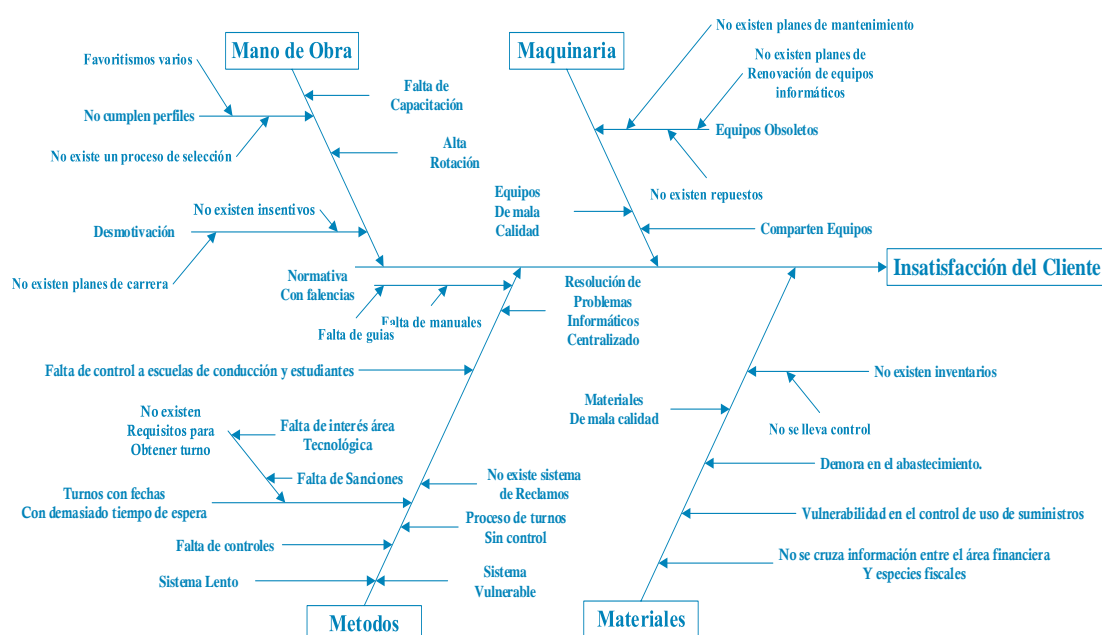 Mano de Obra
Favoritismos varios
No cumplen perfiles
No existe un proceso de selección
Falta de
Capacitación
Alta
Rotación
No existen insentivos
Desmotivación
No existen planes de carrera
Maquinaria
No existen planes de mantenimiento
No existen planes de
Renovación de equipos
informáticos
Equipos Obsoletos
No existen repuestos
Equipos
De mala
Calidad
Comparten Equipos
Insatisfacción del Cliente
Normativa
Con falencias
Falta de guias
Falta de manuales
Resolución de
Problemas
Informáticos
Centralizado
Falta de control a escuelas de conducción y estudiantes
No existen
Requisitos para
Obtener turno
Falta de interés área
Tecnológica
Falta de Sanciones
Turnos con fechas
Con demasiado tiempo de espera
No existe sistema
de Reclamos
Proceso de turnos
Sin control
Falta de controles
Sistema Lento
Sistema
Vulnerable
Metodos
No existen inventarios
No se lleva control
Materiales
De mala calidad
Demora en el abastecimiento.
Vulnerabilidad en el control de uso de suministros
No se cruza información entre el área financiera
Y especies fiscales
Materiales